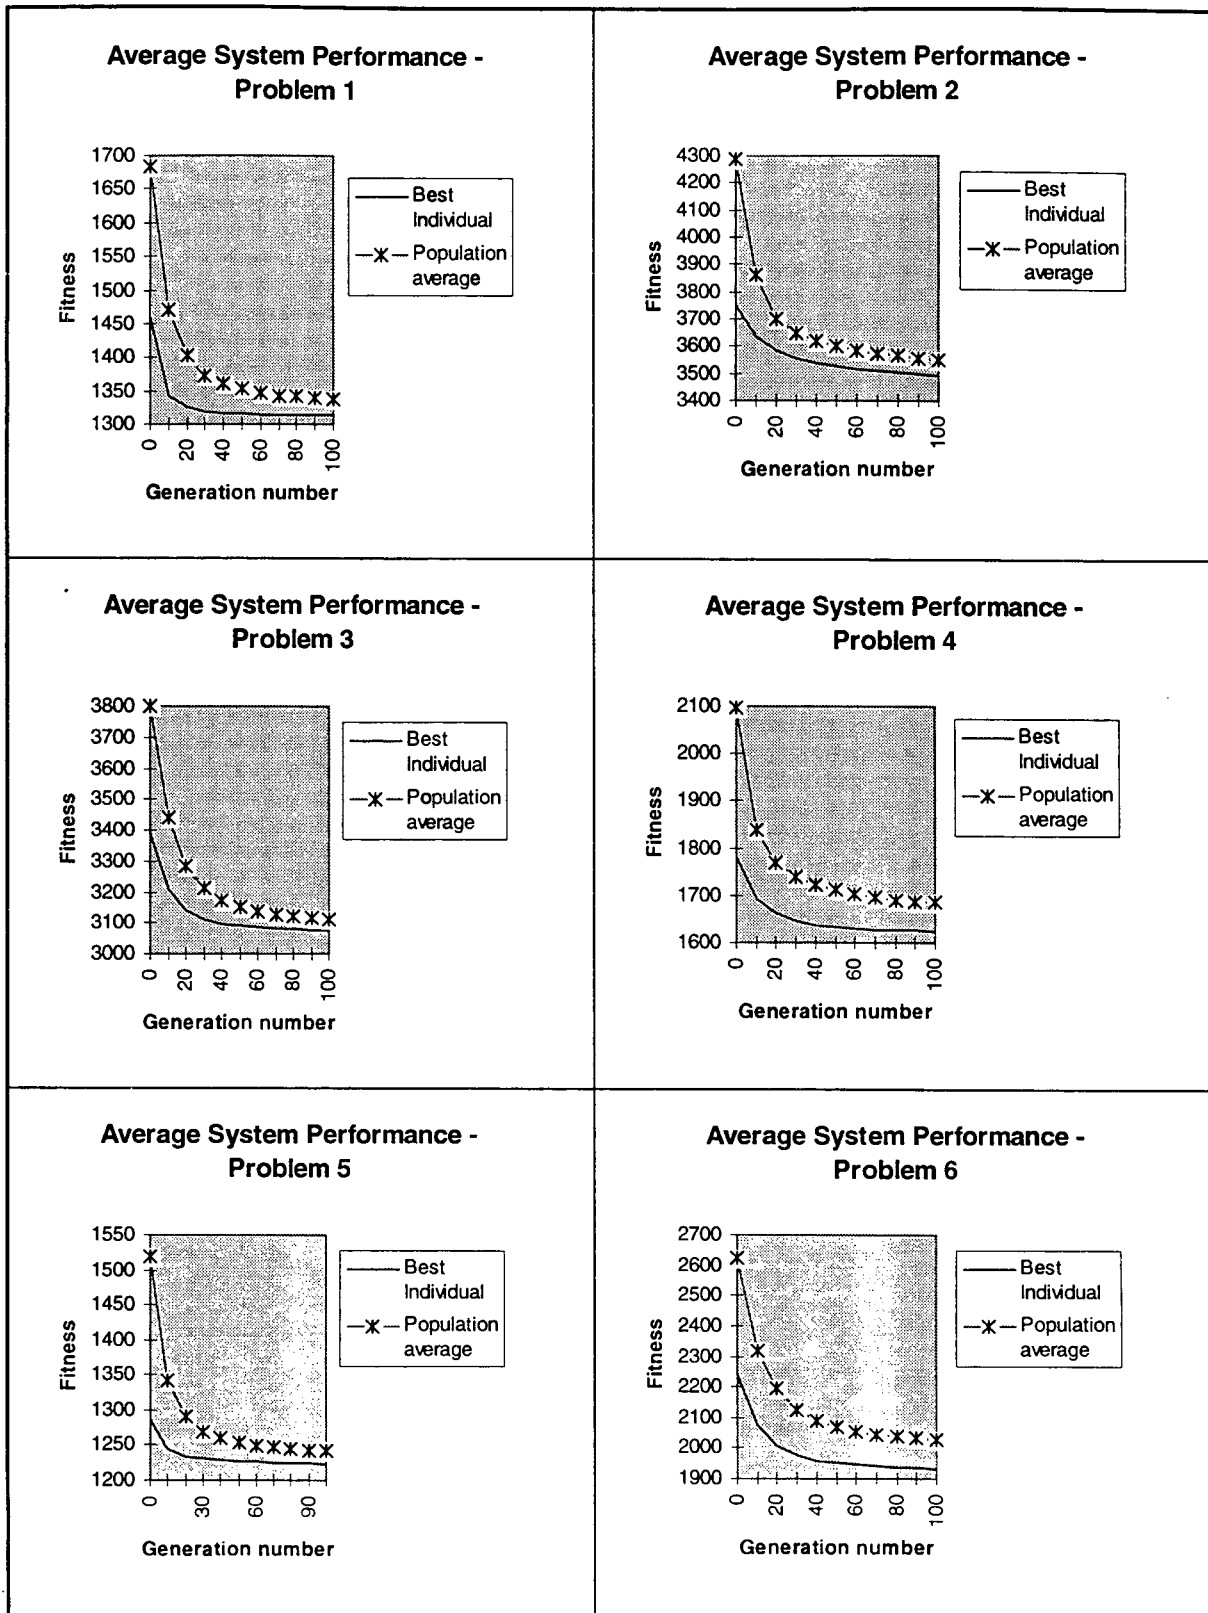 Average System Performance -
Problem 1
1700
1650
1600
1550
1500
1450
1400
1350
1300
Fitness
0
20
40
60
80
100
Generation number
Best
Individual
Population
average
Average System Performance -
Problem 2
4300
4200
4100
4000
3900
3800
3700
3600
3500
3400
Fitness
0
20
40
60
80
100
Generation number
Best
Individual
Population
average
Average System Performance -
Problem 3
3800
3700
3600
3500
3400
3300
3200
3100
3000
Fitness
0
20
40
60
80
100
Generation number
Best
Individual
Population
average
Average System Performance -
Problem 4
2100
2000
1900
1800
1700
1600
Fitness
0
20
40
60
80
100
Generation number
Best
Individual
Population
average
Average System Performance -
Problem 5
1550
1500
1450
1400
1350
1300
1250
1200
Fitness
0
30
60
90
Generation number
Best
Individual
Population
average
Average System Performance -
Problem 6
2700
2600
2500
2400
2300
2200
2100
2000
1900
Fitness
0
20
40
60
80
100
Generation number
Best
Individual
Population
average